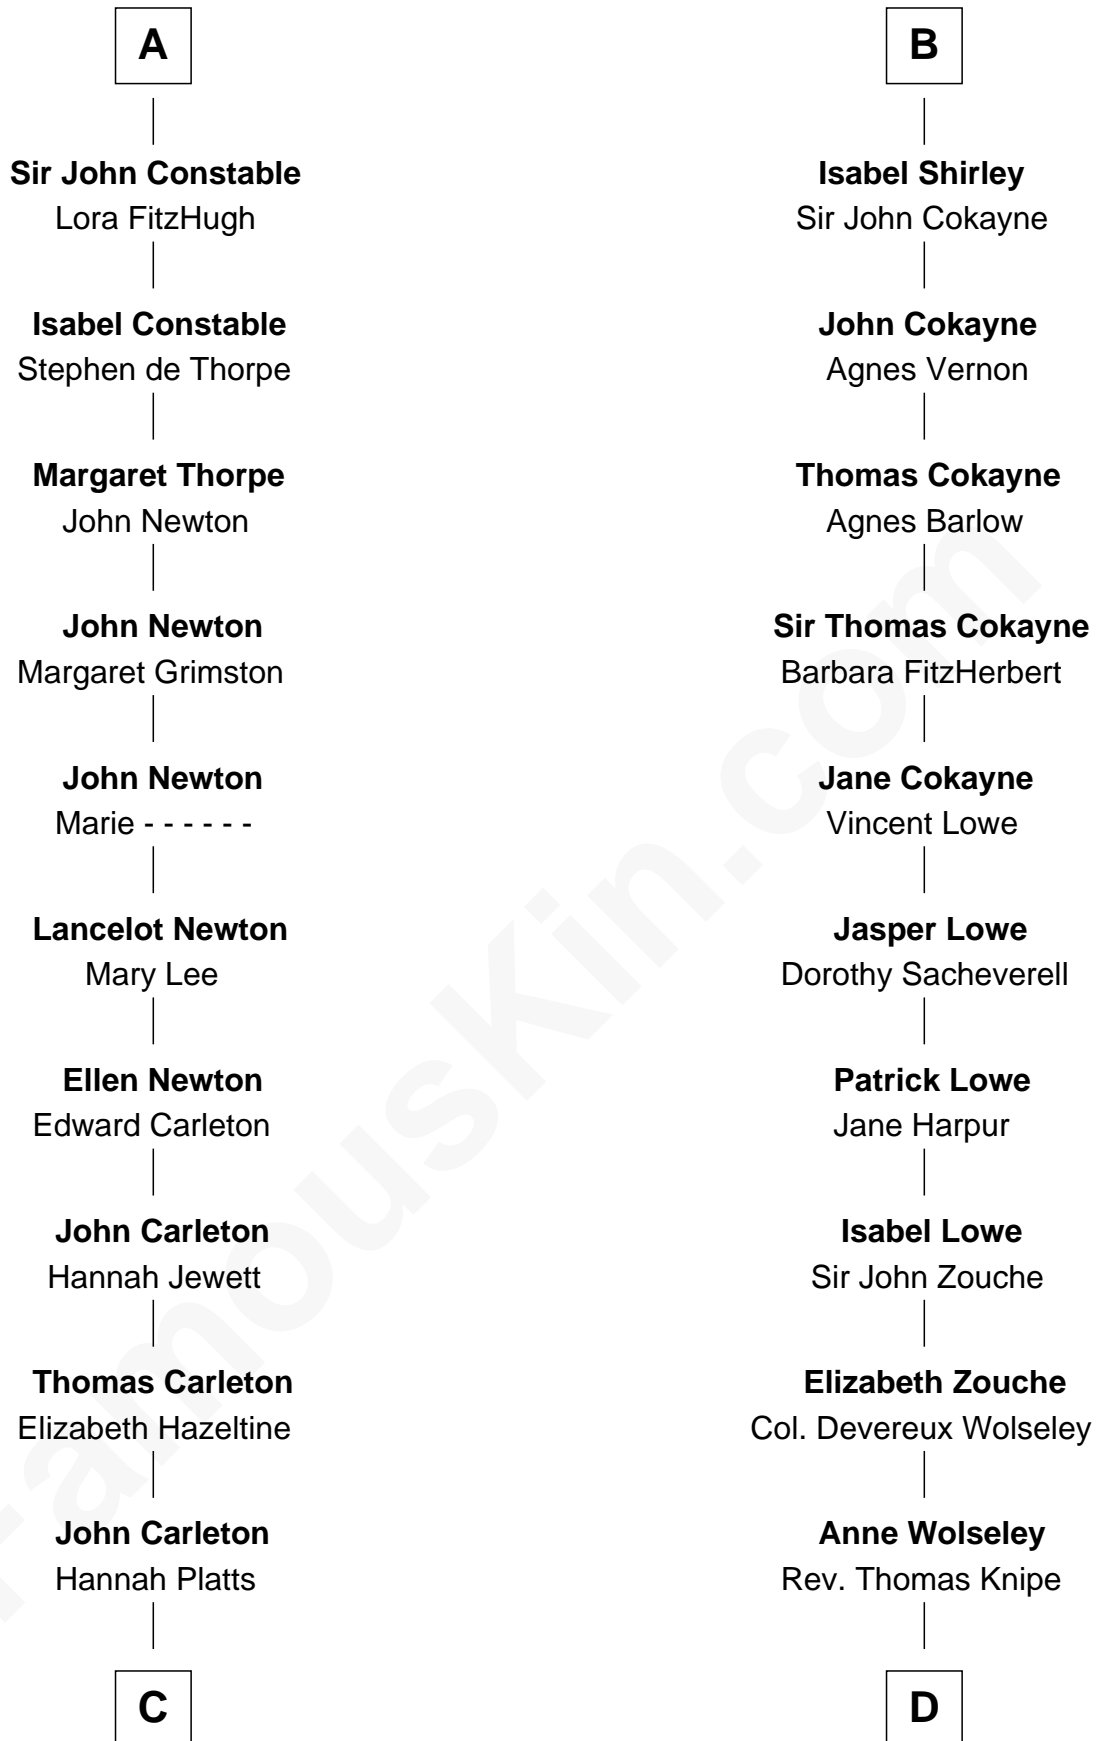 A
Sir John Constable
Lora FitzHugh
Isabel Constable
Stephen de Thorpe
Margaret Thorpe
John Newton
John Newton
Margaret Grimston
John Newton
Marie - - - - - -
Lancelot Newton
Mary Lee
Ellen Newton
Edward Carleton
John Carleton
Hannah Jewett
Thomas Carleton
Elizabeth Hazeltine
John Carleton
Hannah Platts
C
B
Isabel Shirley
Sir John Cokayne
John Cokayne
Agnes Vernon
Thomas Cokayne
Agnes Barlow
Sir Thomas Cokayne
Barbara FitzHerbert
Jane Cokayne
Vincent Lowe
Jasper Lowe
Dorothy Sacheverell
Patrick Lowe
Jane Harpur
Isabel Lowe
Sir John Zouche
Elizabeth Zouche
Col. Devereux Wolseley
Anne Wolseley
Rev. Thomas Knipe
D
FamousKin.com